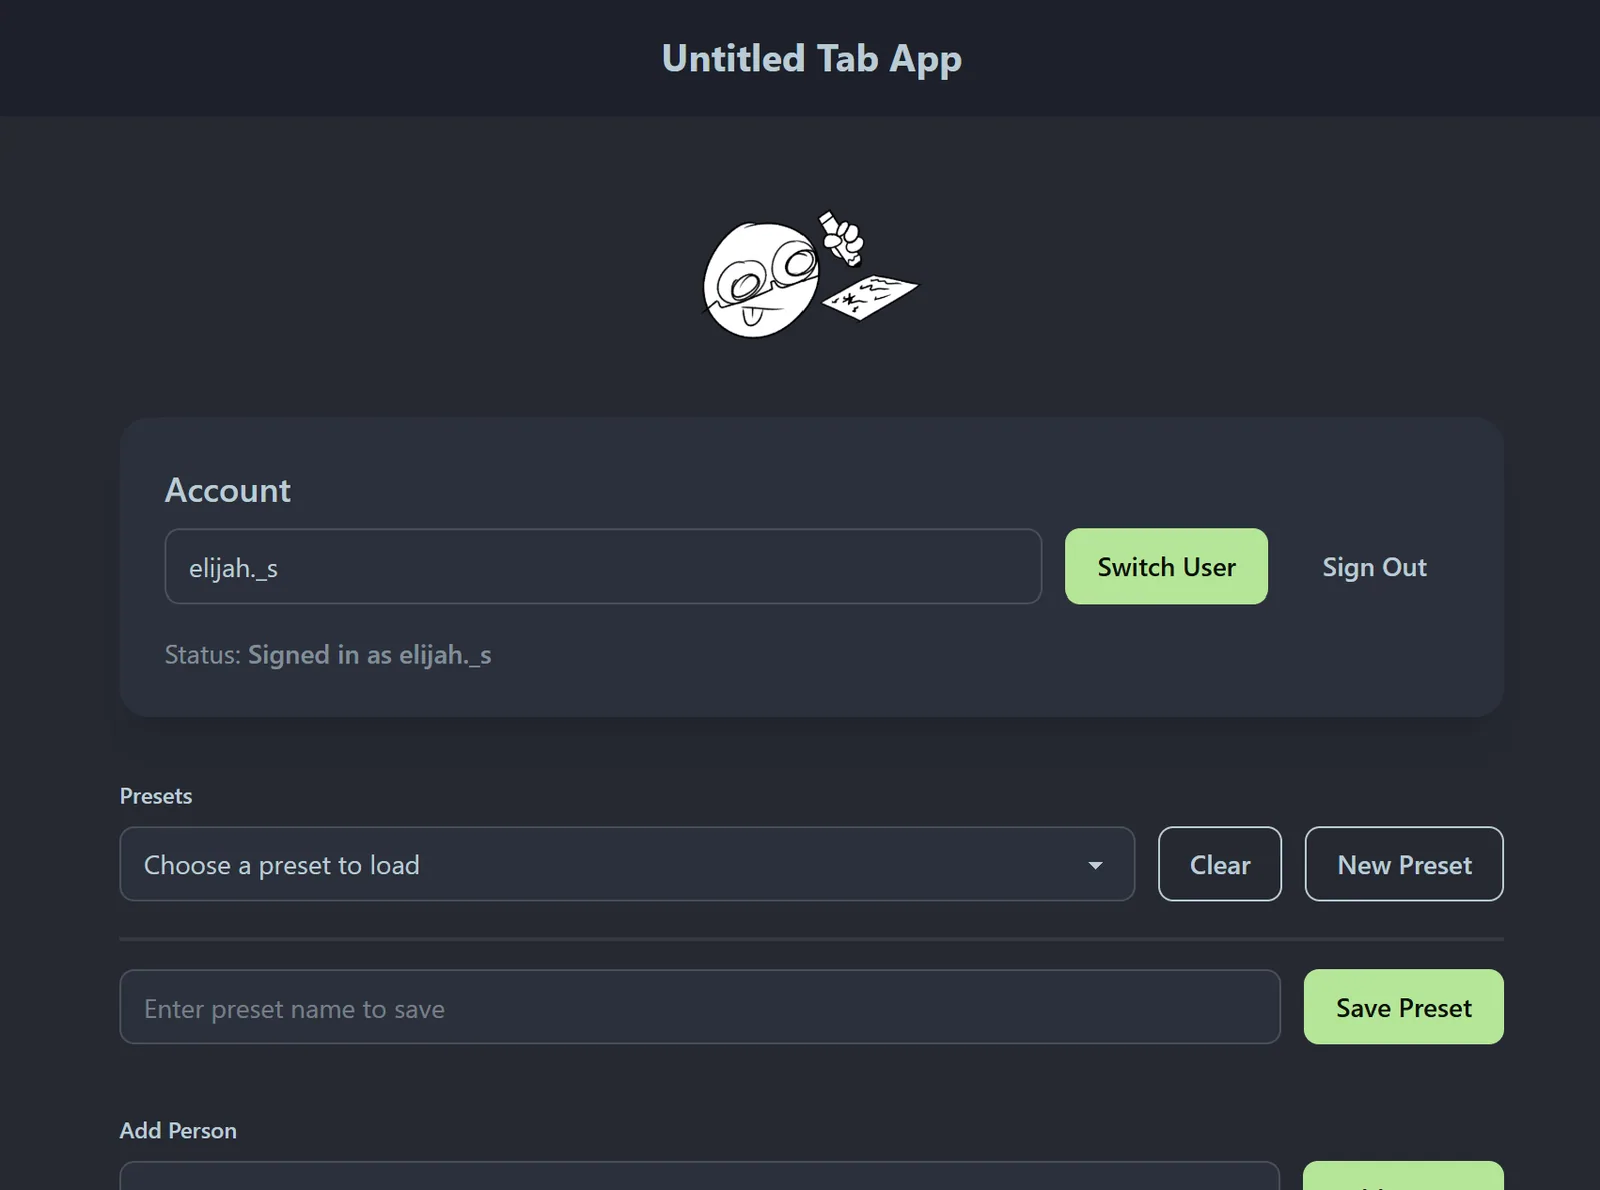 Untitled Tab App
Account
elijah._s
Switch User
Sign Out
Status: Signed in as elijah._s
Presets
Choose a preset to load
Clear
New Preset
Enter preset name to save
Save Preset
Add Person